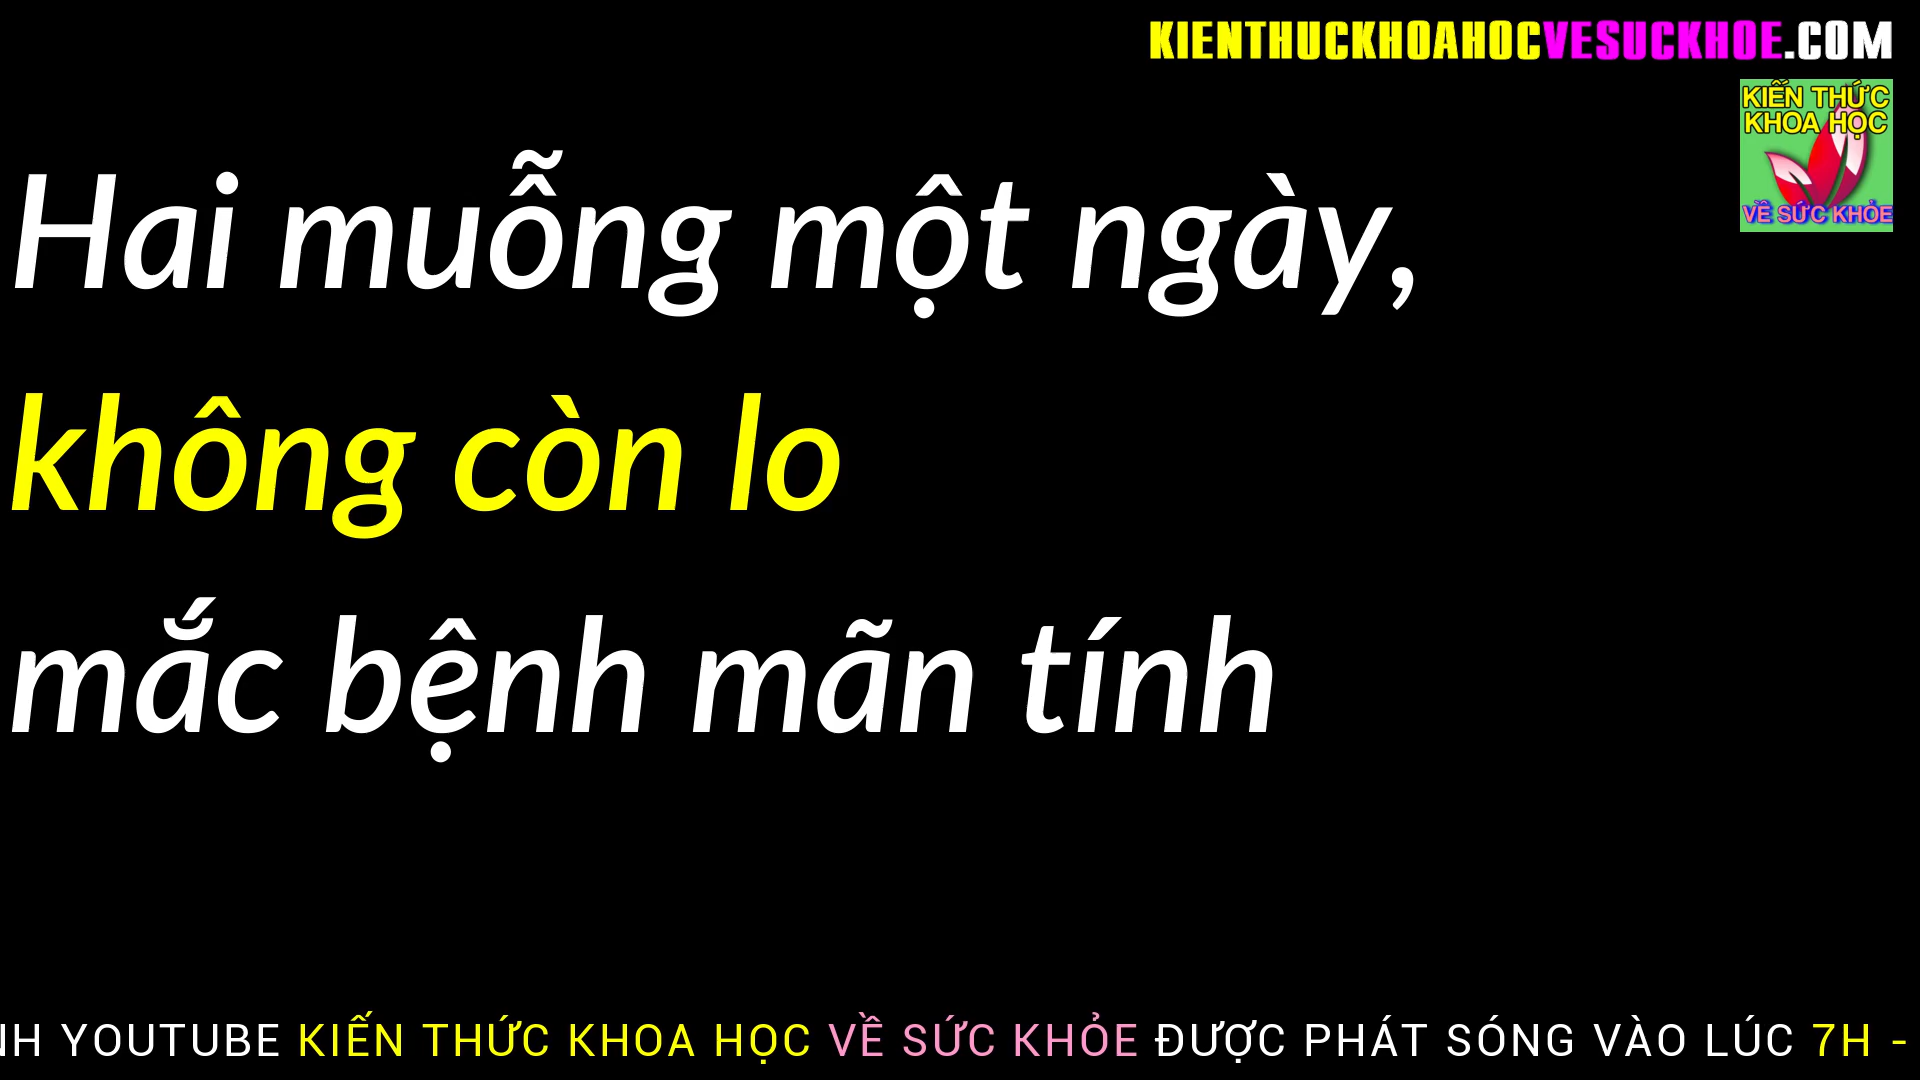 KIENTHUCKHOAHOCVESUCKHOE.COM
KIẾN THỨC
KHOA HỌC
VỀ SỨC KHỎE
Hai muỗng một ngày,
không còn lo
mắc bệnh mãn tính
NH YOUTUBE KIẾN THỨC KHOA HỌC VỀ SỨC KHỎE ĐƯỢC PHÁT SÓNG VÀO LÚC 7H -